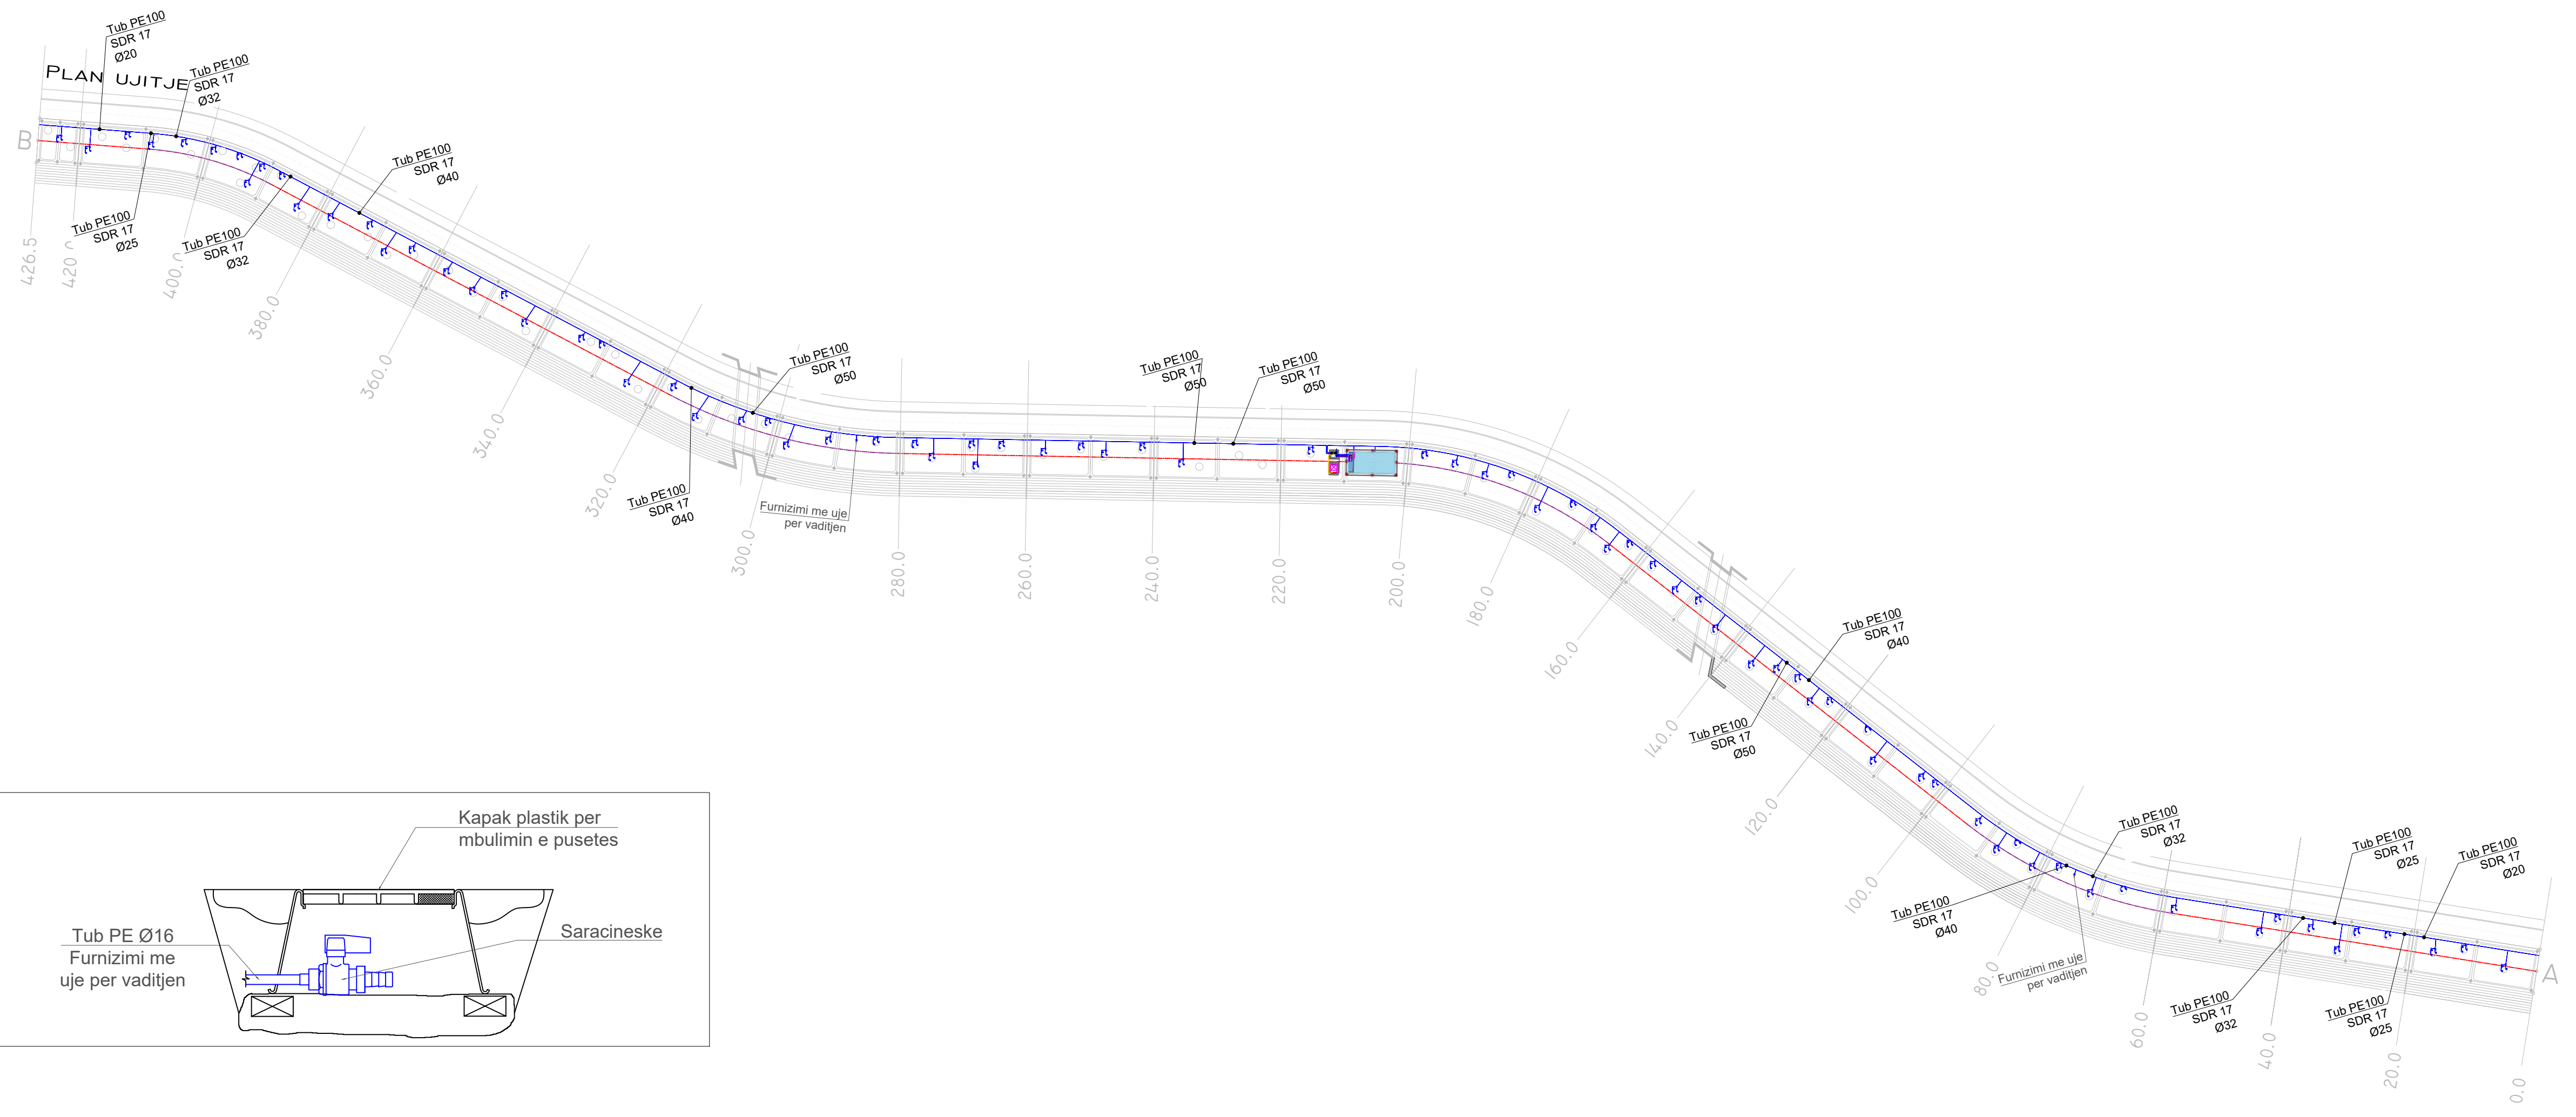 Tub PE100
SDR 17
Ø20
PLAN UJITJE
Tub PE100
SDR 17
Ø32
Tub PE100
SDR 17
Ø40
B
Tub PE100
SDR 17
Ø25
Tub PE100
SDR 17
Ø32
426.5
420
400.0
380.0
360.0
340.0
320.0
300.0
280.0
260.0
240.0
220.0
200.0
180.0
160.0
140.0
120.0
100.0
80.0
60.0
40.0
20.0
0.0
Tub PE100
SDR 17
Ø50
Tub PE100
SDR 17
Ø50
Tub PE100
SDR 17
Ø50
Tub PE100
SDR 17
Ø40
Furnizimi me uje
per vaditjen
Tub PE100
SDR 17
Ø40
Tub PE100
SDR 17
Ø50
Tub PE100
SDR 17
Ø32
Tub PE100
SDR 17
Ø25
Tub PE100
SDR 17
Ø20
Tub PE100
SDR 17
Ø40
Furnizimi me uje
per vaditjen
Tub PE100
SDR 17
Ø32
Tub PE100
SDR 17
Ø25
A
Kapak plastik per
mbulimin e pusetes
Saracineske
Tub PE Ø16
Furnizimi me
uje per vaditjen